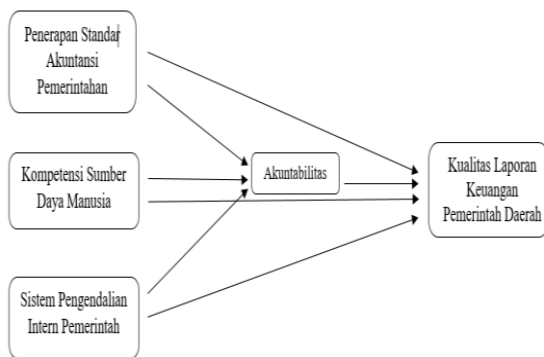 Penerapan Standar
Akuntansi
Pemerintahan
Kompetensi Sumber
Daya Manusia
Sistem Pengendalian
Intern Pemerintah
Akuntabilitas
Kualitas Laporan
Keuangan
Pemerintah Daerah